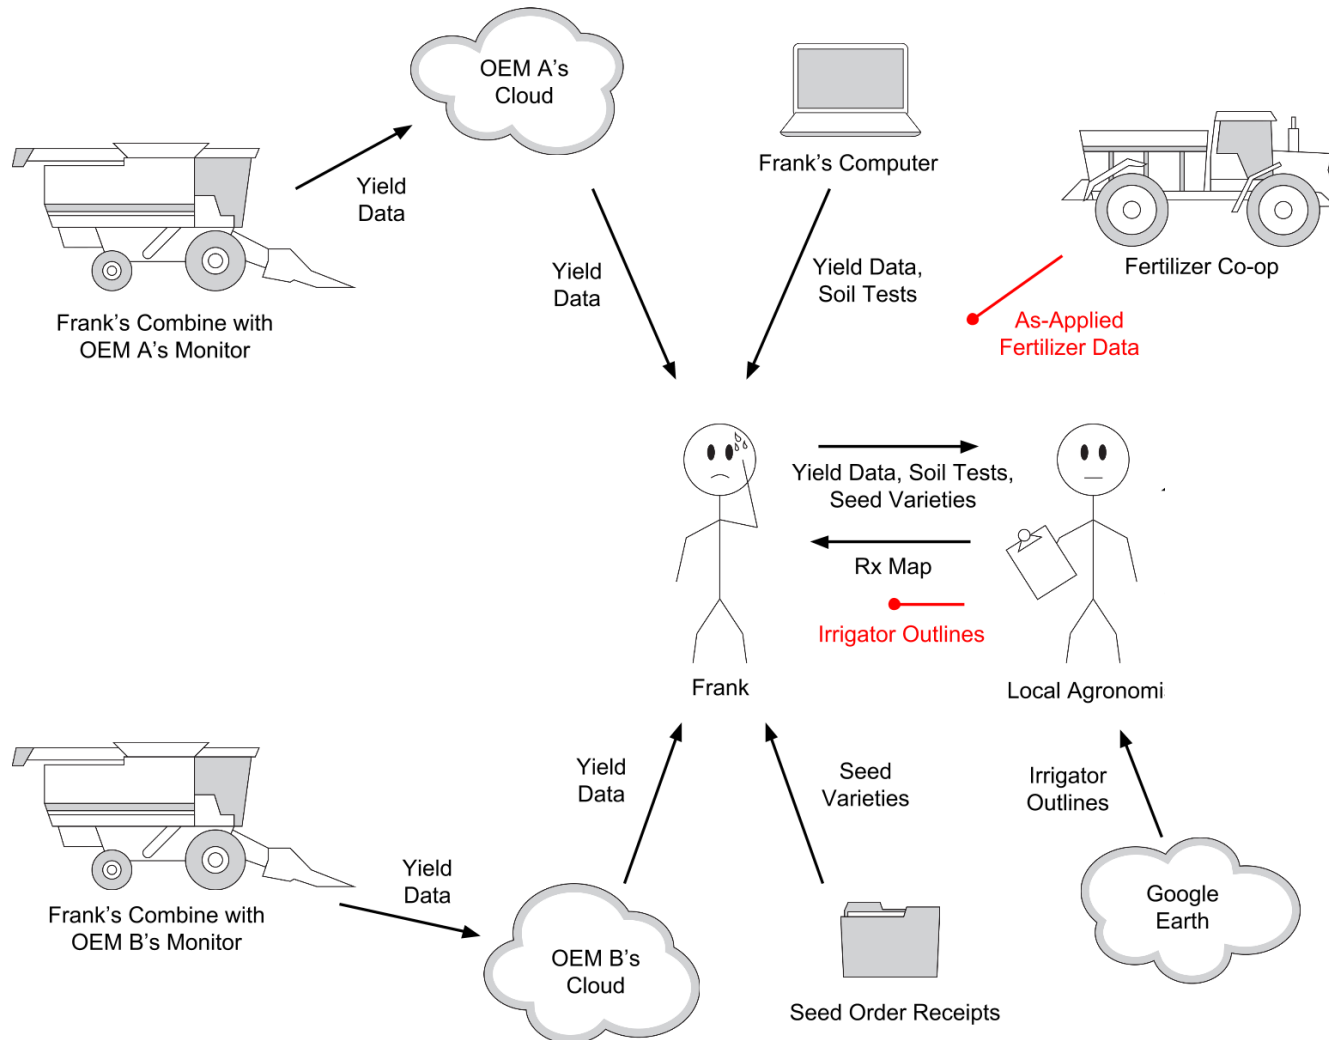 OEM A's
Cloud
Yield
Data
Frank's Combine with
OEM A's Monitor
Yield
Data
Frank's Computer
Yield Data,
Soil Tests
Fertilizer Co-op
As-Applied
Fertilizer Data
Yield Data, Soil Tests,
Seed Varieties
Rx Map
Irrigator Outlines
Frank
Local Agronomi
Yield
Data
Seed
Varieties
Irrigator
Outlines
Yield
Data
Frank's Combine with
OEM B's Monitor
OEM B's
Cloud
Seed Order Receipts
Google
Earth